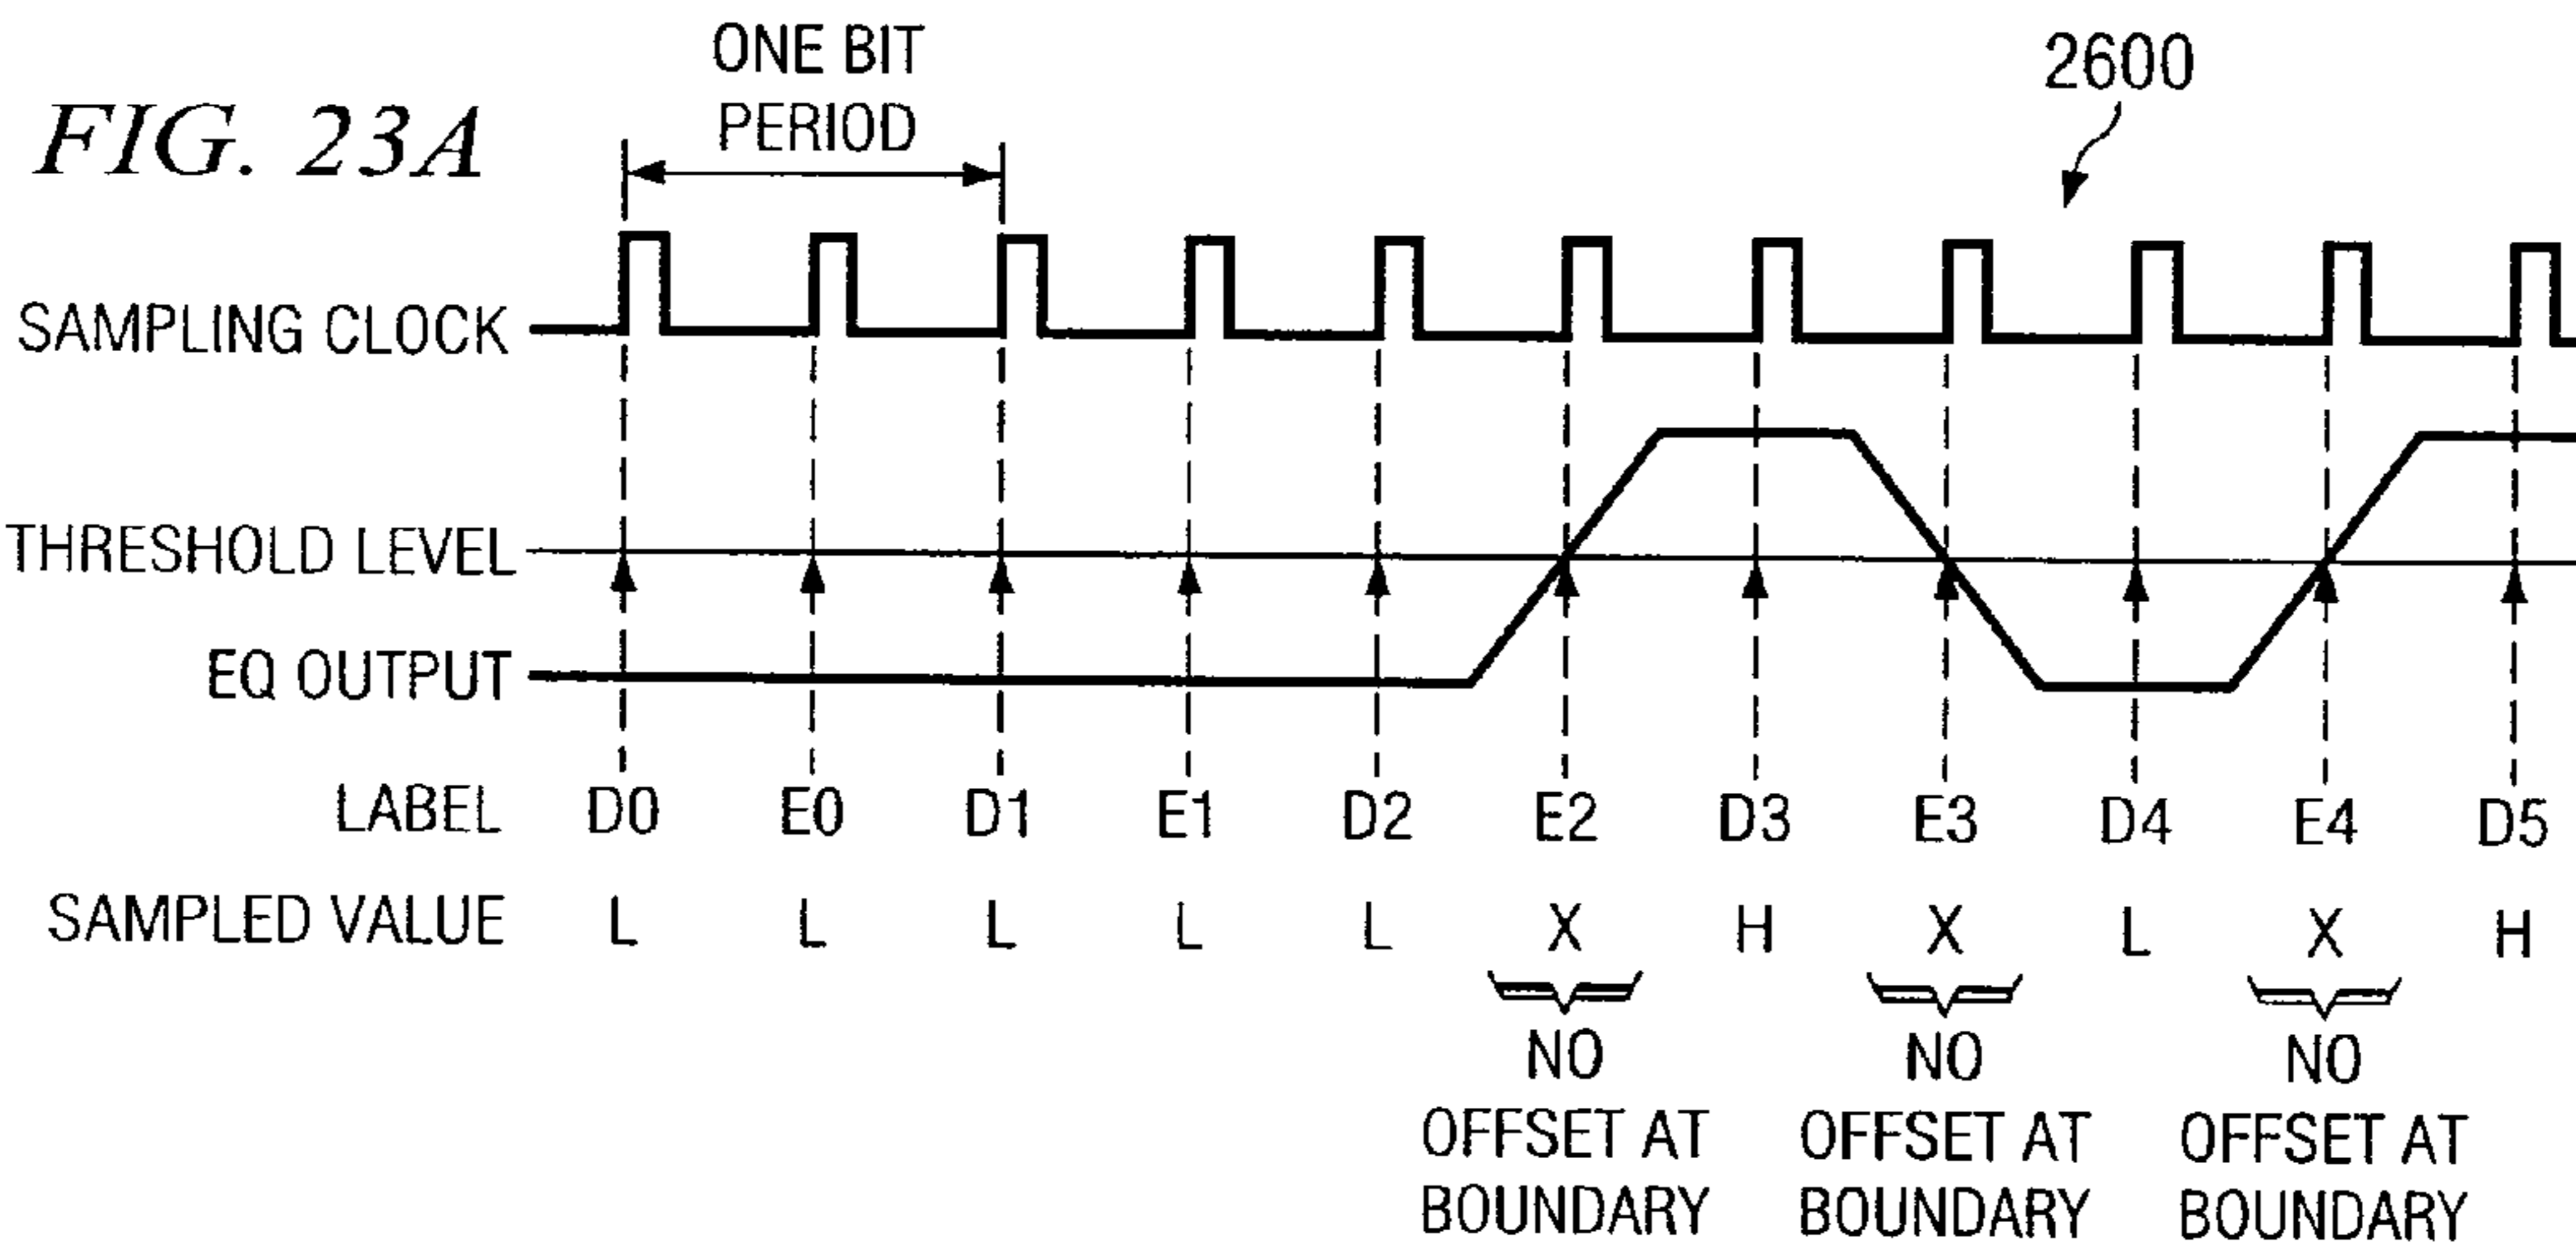 FIG. 23A
ONE BIT
PERIOD
2600
SAMPLING CLOCK
THRESHOLD LEVEL
EQ OUTPUT
LABEL D0 E0 D1 E1 D2 E2 D3 E3 D4 E4 D5
SAMPLED VALUE L L L L L X H X L X H
NO
OFFSET AT
BOUNDARY
NO
OFFSET AT
BOUNDARY
NO
OFFSET AT
BOUNDARY